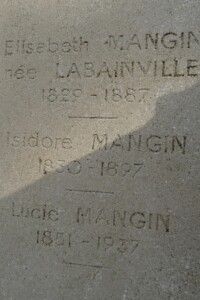 Elisabeth MANGIN
née LABAINVILLE
1829-1887
Isidore MANGIN
1830-1897
Lucie MANGIN
1851-1937